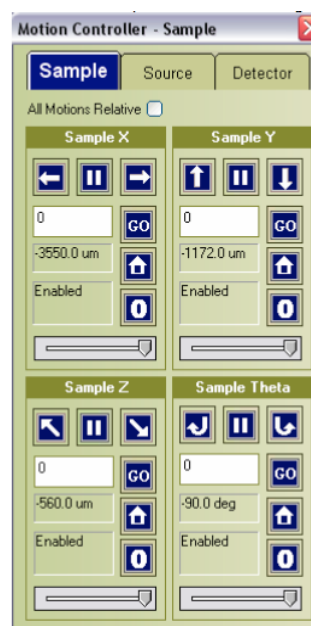 Motion Controller - Sample
Sample Source Detector
All Motions Relative
Sample X
0
GO
-3550.0 um
Enabled
0
Sample Y
0
GO
-1172.0 um
Enabled
0
Sample Z
0
GO
-560.0 um
Enabled
0
Sample Theta
0
GO
-90.0 deg
Enabled
0